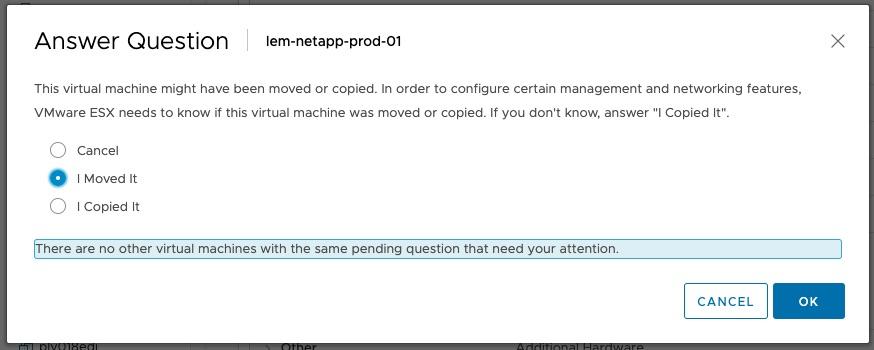 Answer Question
lem-netapp-prod-01
This virtual machine might have been moved or copied. In order to configure certain management and networking features,
VMware ESX needs to know if this virtual machine was moved or copied. If you don't know, answer "I Copied It".
Cancel
I Moved It
I Copied It
There are no other virtual machines with the same pending question that need your attention.
CANCEL
OK
Other
Additional Hardware